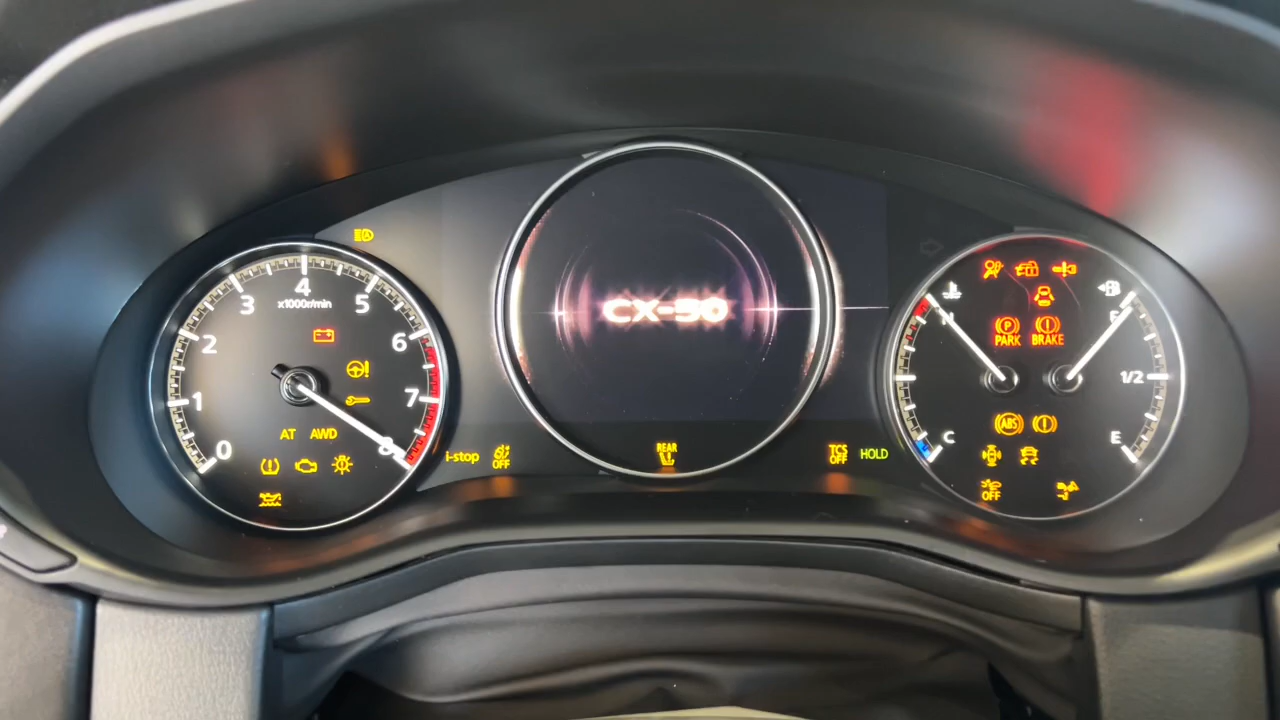 4
3
5
x1000r/min
2
6
1
7
0
8
AT AWD
i-stop
OFF
CX-50
REAR
TCS
OFF
HOLD
H
F
P
PARK
BRAKE
1/2
ABS
C
E
OFF